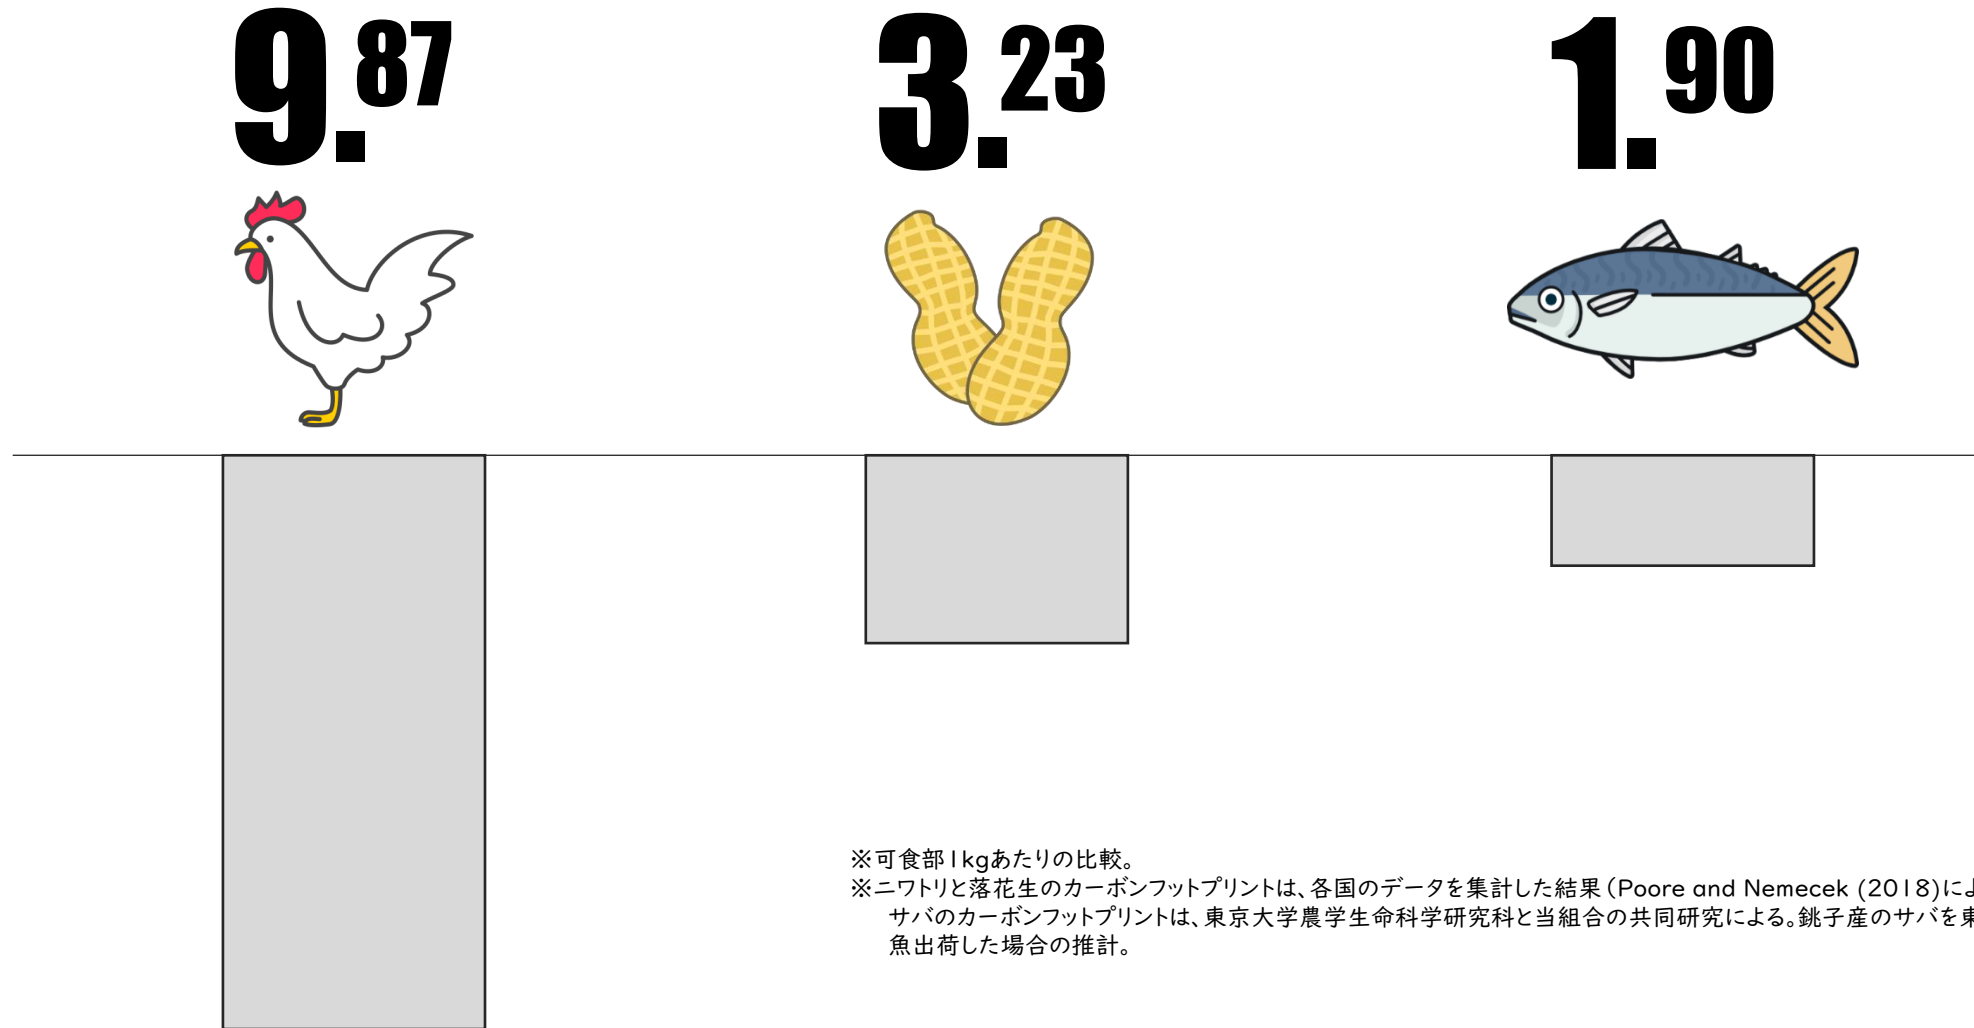 9.87
3.23
1.90
※可食部1kgあたりの比較。
※ニワトリと落花生のカーボンフットプリントは、各国のデータを集計した結果（Poore and Nemecek (2018)によ
サバのカーボンフットプリントは、東京大学農学生命科学研究科と当組合の共同研究による。銚子産のサバを東
魚出荷した場合の推計。